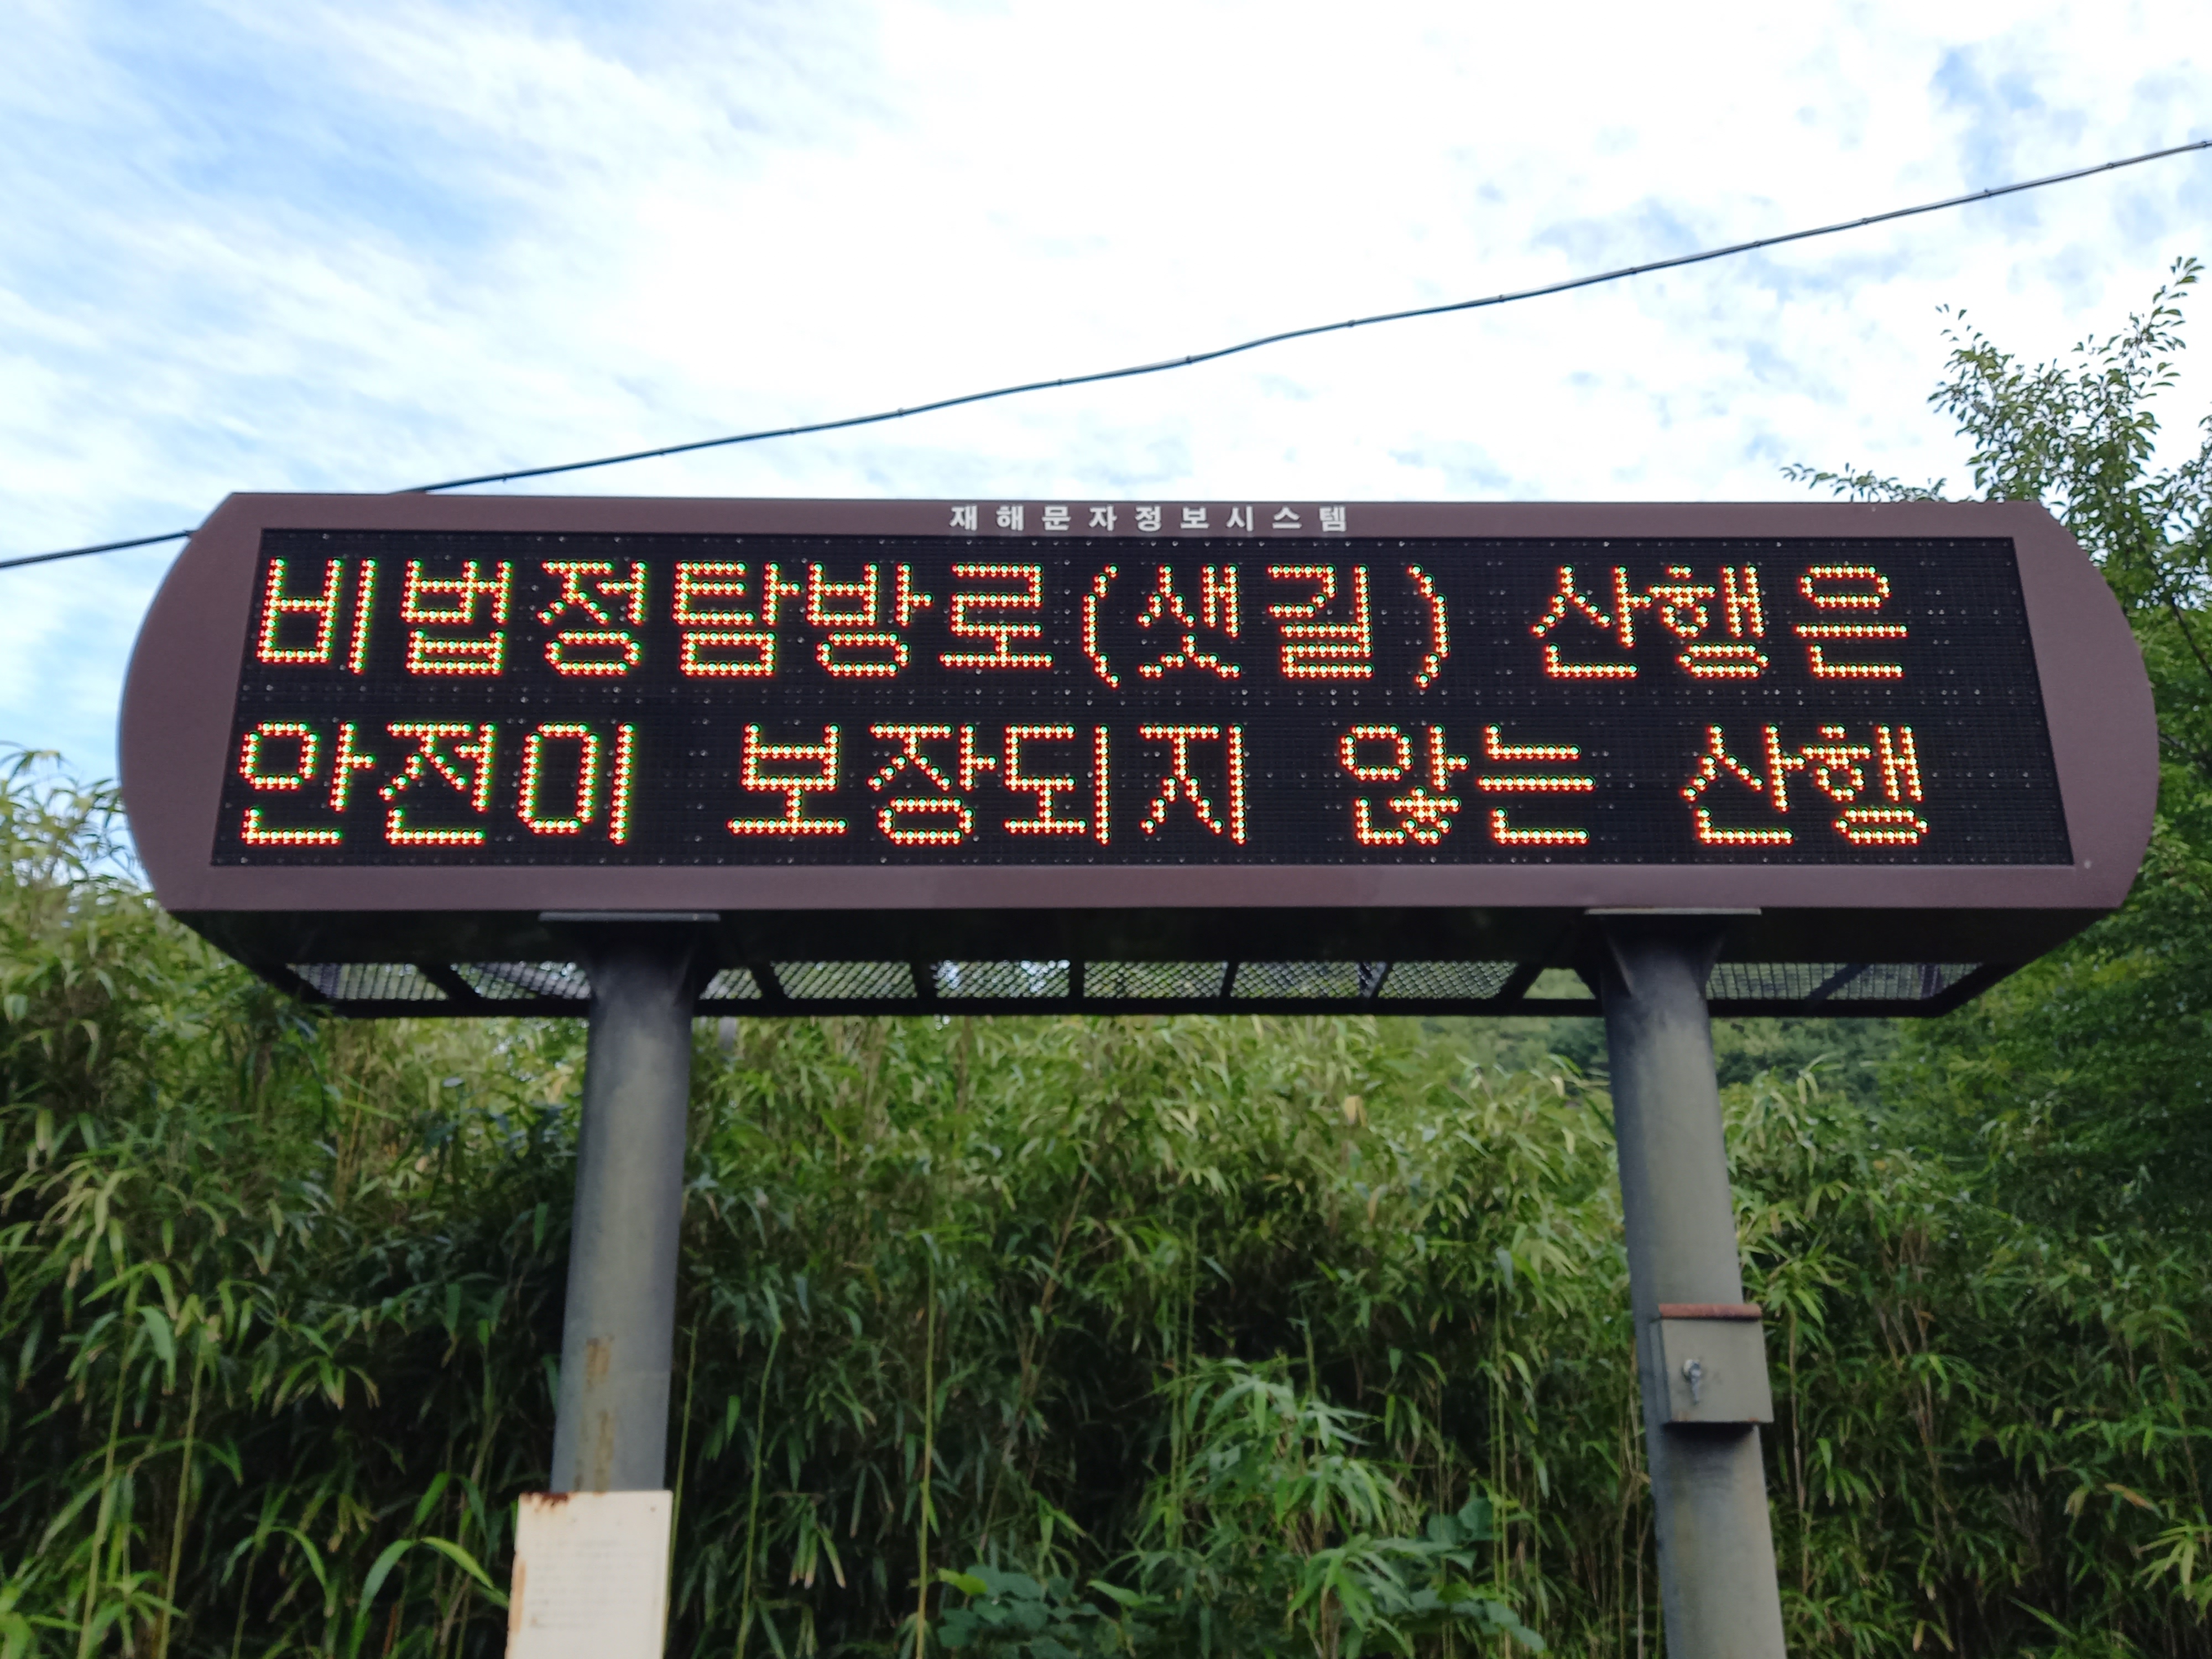 재해문자정보시스템
비법정탐방로(샛길) 산행은
안전이 보장되지 않는 산행